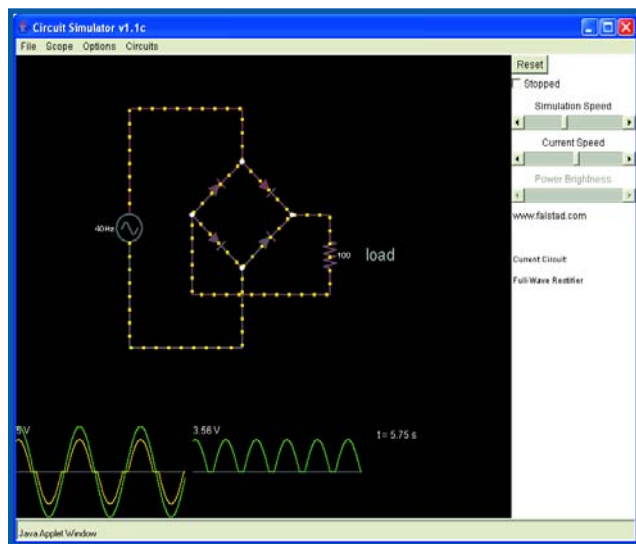 Circuit Simulator v1.1c
File Scope Options Circuits
Reset
Stopped
Simulation Speed
Current Speed
Power Brightness
www.falstad.com
Current Circuit:
Full-Wave Rectifier
40Hz
100
load
5 V
3.56 V
t = 5.75 s
Java Applet Window